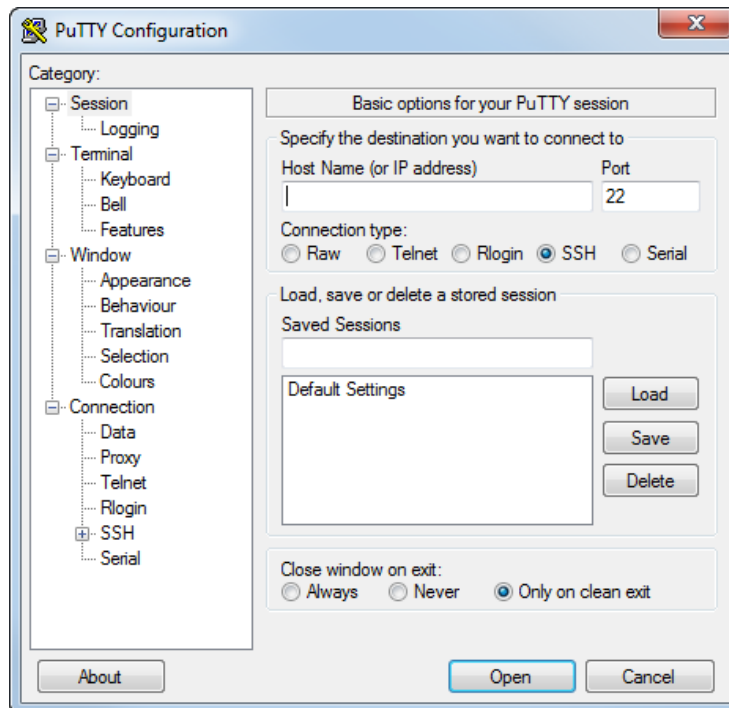 PuTTY Configuration
Category:
Session
Logging
Terminal
Keyboard
Bell
Features
Window
Appearance
Behaviour
Translation
Selection
Colours
Connection
Data
Proxy
Telnet
Rlogin
SSH
Serial
Basic options for your PuTTY session
Specify the destination you want to connect to
Host Name (or IP address) Port
22
Connection type:
Raw Telnet Rlogin SSH Serial
Load, save or delete a stored session
Saved Sessions
Default Settings
Load
Save
Delete
Close window on exit:
Always Never Only on clean exit
About Open Cancel